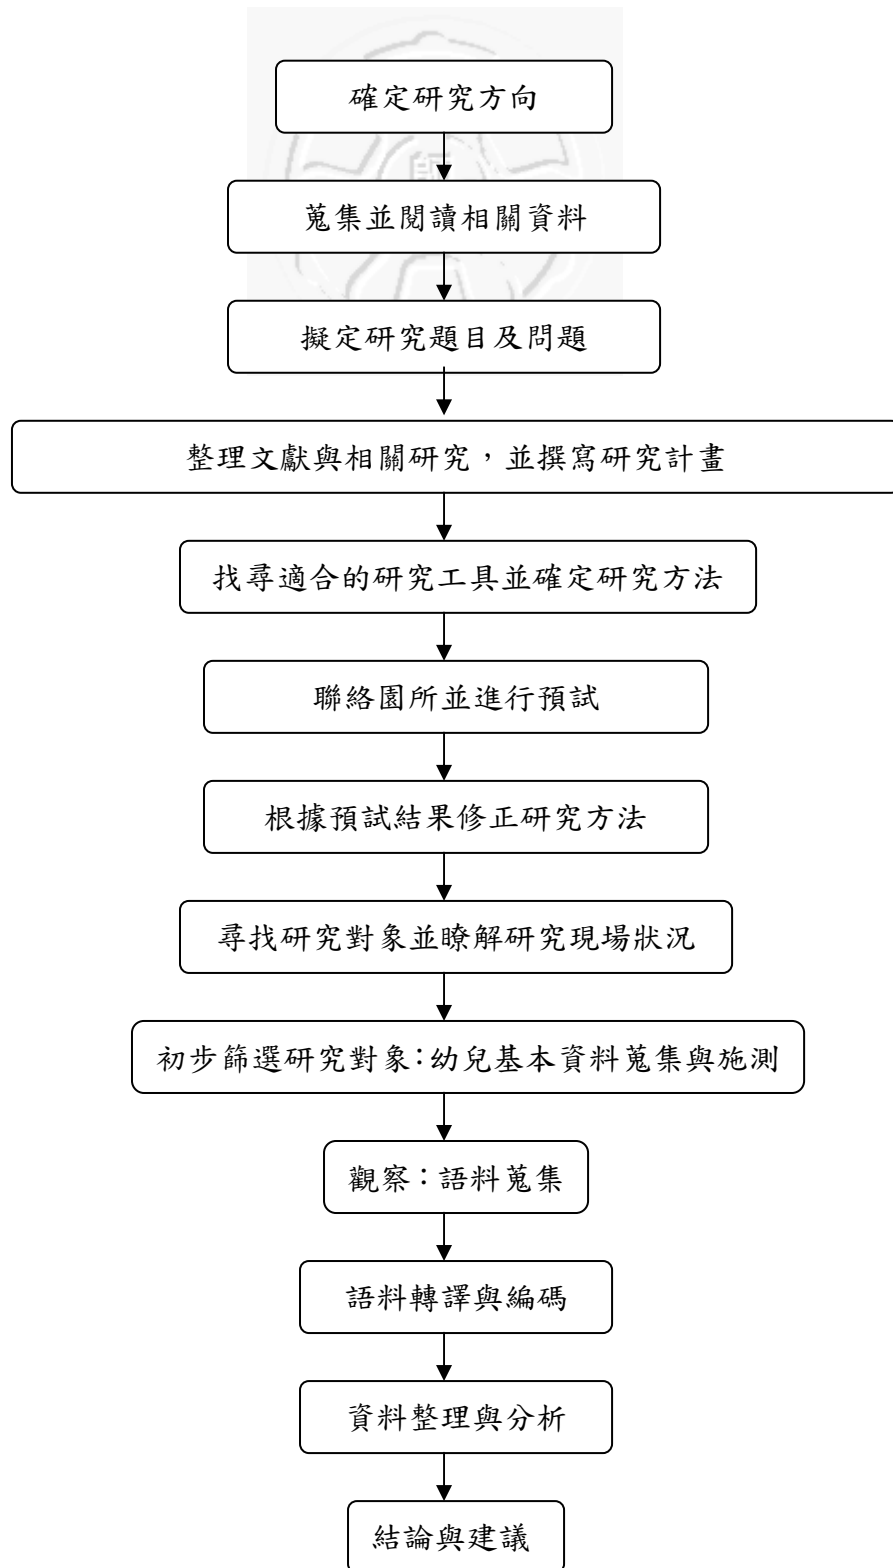 確定研究方向
蒐集並閱讀相關資料
擬定研究題目及問題
整理文獻與相關研究，並撰寫研究計畫
找尋適合的研究工具並確定研究方法
聯絡園所並進行預試
根據預試結果修正研究方法
尋找研究對象並瞭解研究現場狀況
初步篩選研究對象：幼兒基本資料蒐集與施測
觀察：語料蒐集
語料轉譯與編碼
資料整理與分析
結論與建議